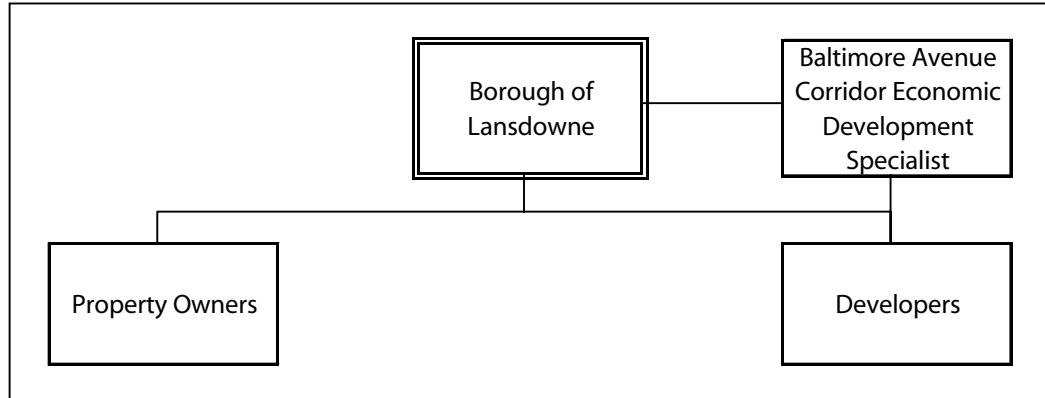 Borough of
Lansdowne
Baltimore Avenue
Corridor Economic
Development
Specialist
Property Owners
Developers